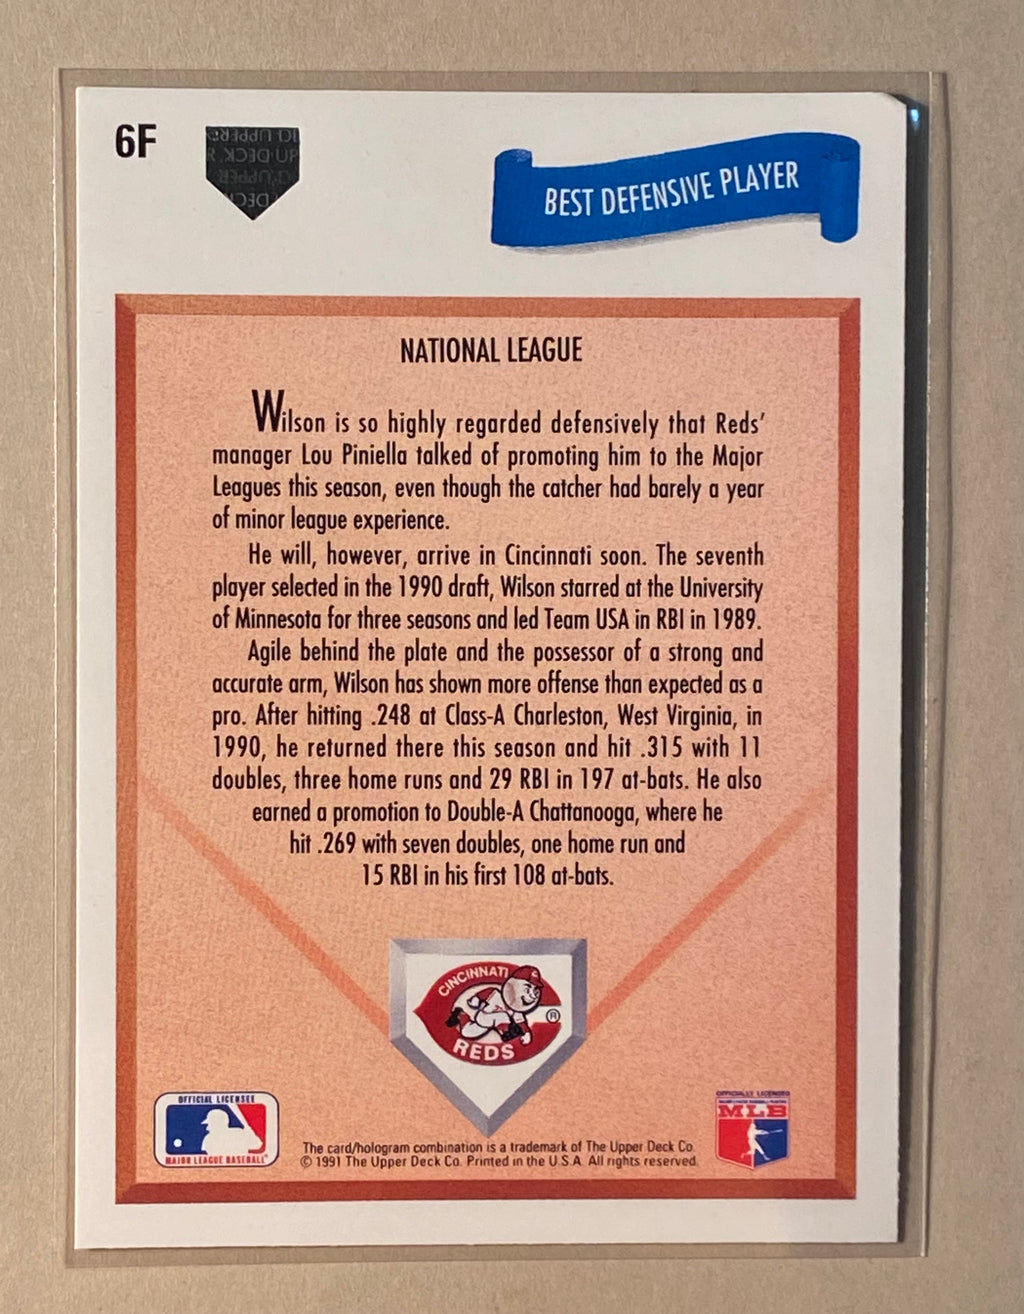 6F
BEST DEFENSIVE PLAYER
NATIONAL LEAGUE
Wilson is so highly regarded defensively that Reds'
manager Lou Piniella talked of promoting him to the Major
Leagues this season, even though the catcher had barely a year
of minor league experience.
He will, however, arrive in Cincinnati soon. The seventh
player selected in the 1990 draft, Wilson starred at the University
of Minnesota for three seasons and led Team USA in RBI in 1989.
Agile behind the plate and the possessor of a strong and
accurate arm, Wilson has shown more offense than expected as a
pro. After hitting .248 at Class-A Charleston, West Virginia, in
1990, he returned there this season and hit .315 with 11
doubles, three home runs and 29 RBI in 197 at-bats. He also
earned a promotion to Double-A Chattanooga, where he
hit .269 with seven doubles, one home run and
15 RBI in his first 108 at-bats.
CINCINNATI
REDS
®
OFFICIAL LICENSEE
MAJOR LEAGUE BASEBALL
The card/hologram combination is a trademark of The Upper Deck Co.
© 1991 The Upper Deck Co. Printed in the U.S.A. All rights reserved.
OFFICIALLY LICENSED
MLB